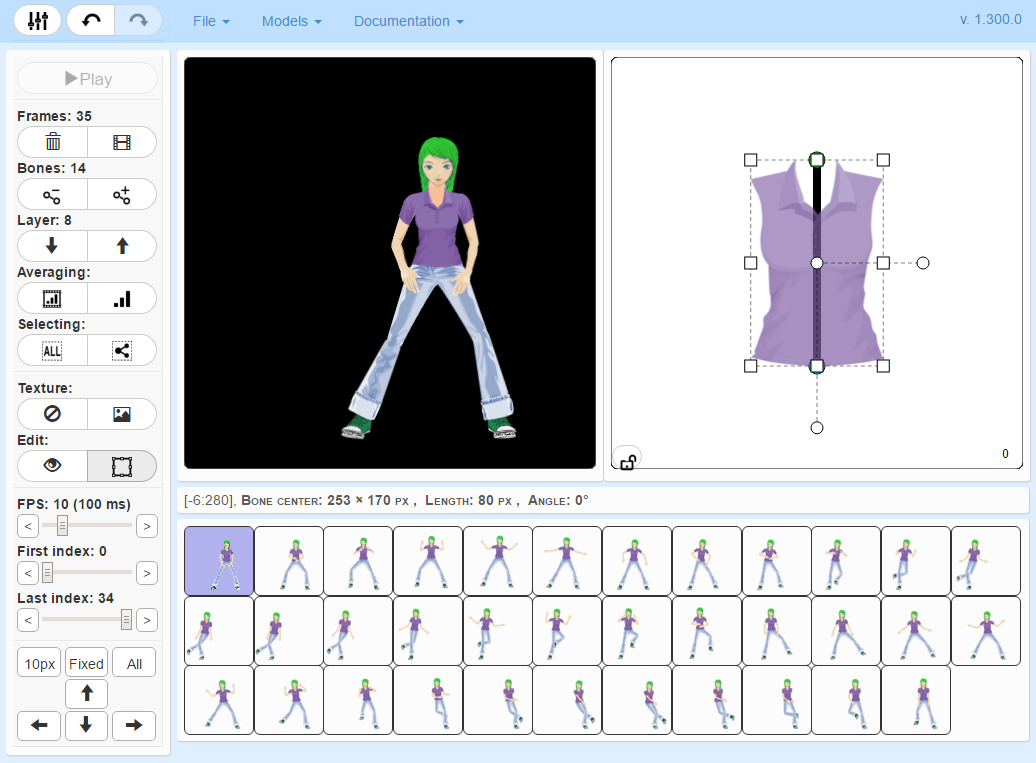 File Models Documentation v. 1.300.0
Play
Frames: 35
Bones: 14
Layer: 8
Averaging:
Selecting:
ALL
Texture:
Edit:
FPS: 10 (100 ms)
< >
First index: 0
< >
Last index: 34
< >
10px Fixed All
0
[-6:280], Bone center: 253 × 170 px , Length: 80 px , Angle: 0°